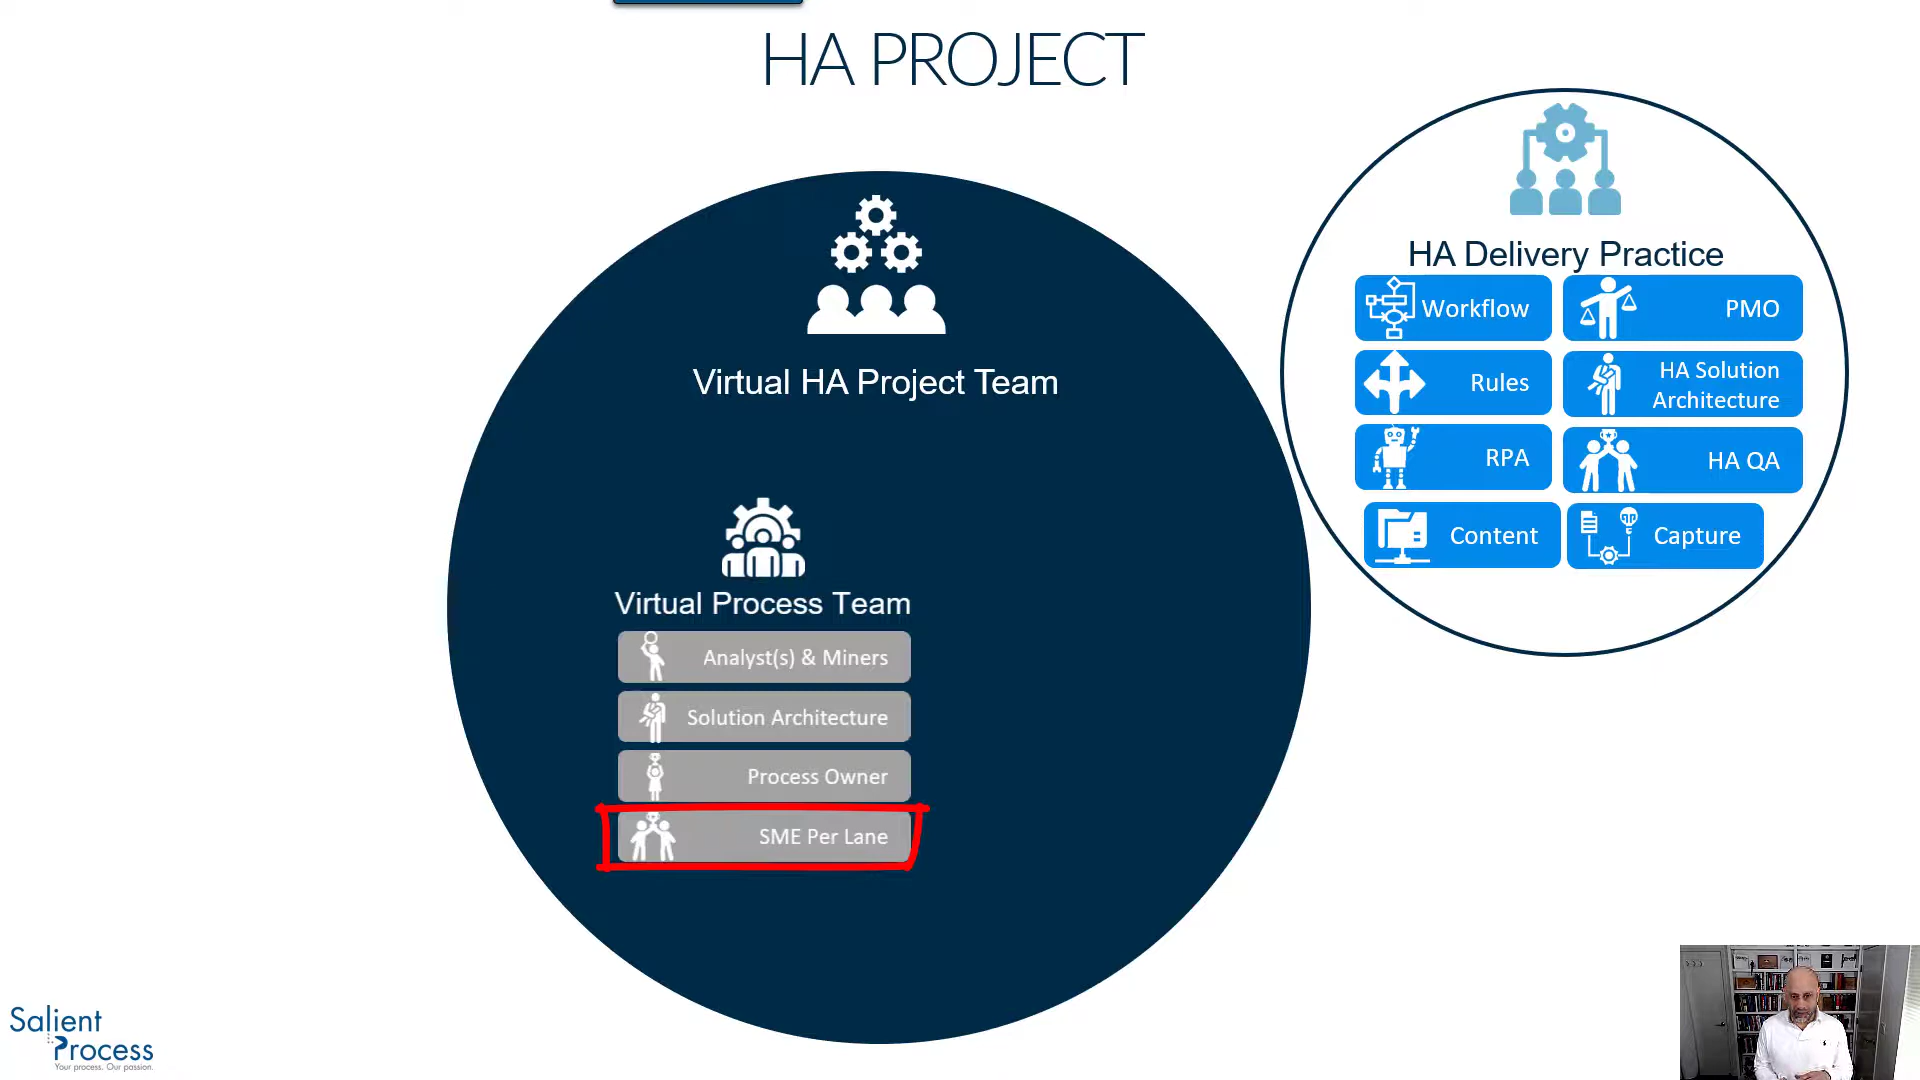 HA PROJECT
Virtual HA Project Team
Virtual Process Team
Analyst(s) & Miners
Solution Architecture
Process Owner
SME Per Lane
HA Delivery Practice
Workflow
PMO
Rules
HA Solution
Architecture
RPA
HA QA
Content
Capture
Salient
Process
Your process. Our passion.